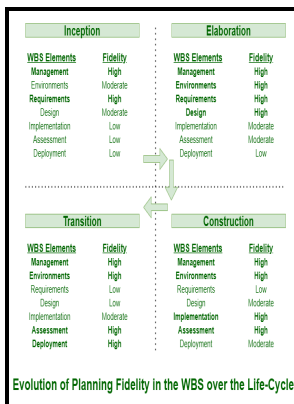 Inception
WBS Elements Fidelity
Management High
Environments Moderate
Requirements High
Design Moderate
Implementation Low
Assessment Low
Deployment Low
Elaboration
WBS Elements Fidelity
Management High
Environments High
Requirements High
Design High
Implementation Moderate
Assessment Moderate
Deployment Low
Transition
WBS Elements Fidelity
Management High
Environments High
Requirements Low
Design Low
Implementation Moderate
Assessment High
Deployment High
Construction
WBS Elements Fidelity
Management High
Environments High
Requirements Low
Design Moderate
Implementation High
Assessment High
Deployment Moderate
Evolution of Planning Fidelity in the WBS over the Life-Cycle